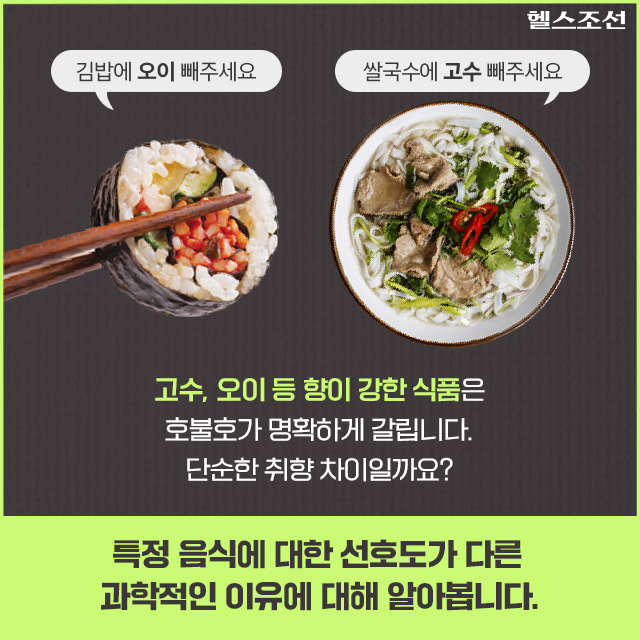 헬스조선
김밥에 오이 빼주세요
쌀국수에 고수 빼주세요
고수, 오이 등 향이 강한 식품은
호불호가 명확하게 갈립니다.
단순한 취향 차이일까요?
특정 음식에 대한 선호도가 다른
과학적인 이유에 대해 알아봅니다.